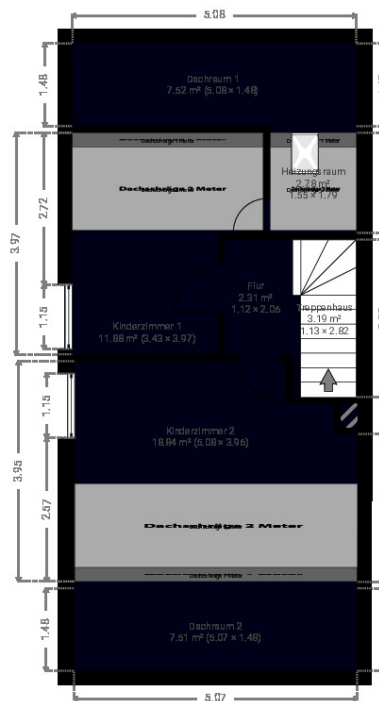 5.08
1.48
Dachraum 1
7.52 m² (5.08 × 1.48)
Dachschräge 2 Meter
Heizungsraum
2.78 m²
1.55 × 1.79
2.72
3.97
Flur
2.31 m²
1.12 × 2.06
Treppenhaus
3.19 m²
1.13 × 2.82
1.15
Kinderzimmer 1
11.88 m² (3.43 × 3.97)
1.15
Kinderzimmer 2
18.84 m² (5.08 × 3.96)
3.95
2.57
Dachschräge 2 Meter
1.48
Dachraum 2
7.51 m² (5.07 × 1.48)
5.07